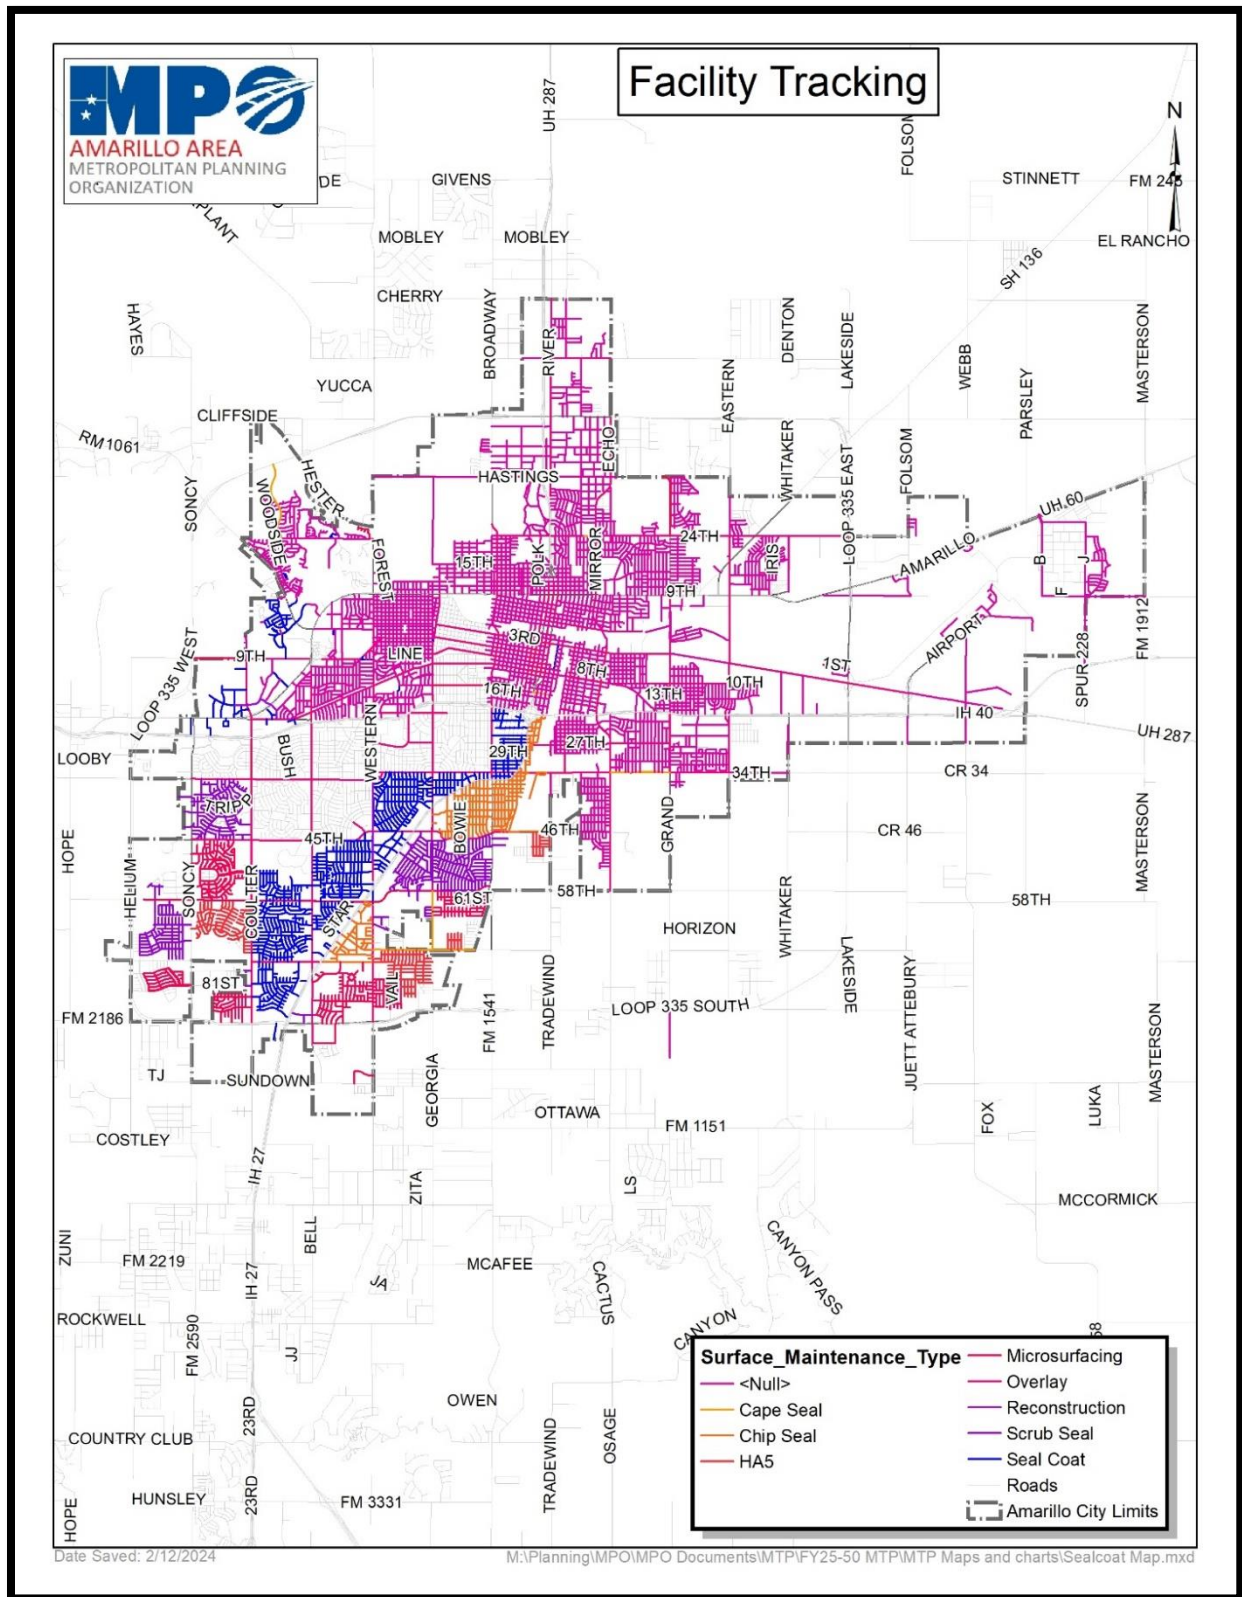 Facility Tracking
MPO
AMARILLO AREA
METROPOLITAN PLANNING
ORGANIZATION
N
UH 287
FOLSOM
DE
GIVENS
STINNETT
FM 245
PLANT
MOBLEY
MOBLEY
EL RANCHO
SH 136
CHERRY
HAYES
BROADWAY
RIVER
DENTON
LAKESIDE
MASTERSON
WEBB
PARSLEY
YUCCA
EASTERN
CLIFFSIDE
RM 1061
ECHO
WHITAKER
FOLSOM
HASTINGS
HESTER
SONCY
WOODSIDE
LOOP 335 EAST
UH 60
24TH
FOREST
POLK
MIRROR
15TH
IRIS
AMARILLO
B
J
9TH
F
3RD
AIRPORT
FM 1912
LINE
9TH
LOOP 335 WEST
8TH
1ST
SPUR 228
10TH
16TH
13TH
IH 40
UH 287
BUSH
WESTERN
29TH
27TH
LOOBY
34TH
CR 34
TRIPP
BOWIE
46TH
GRAND
CR 46
HOPE
45TH
MASTERSON
HELIUM
SONCY
COULTER
61ST
58TH
58TH
STAR
HORIZON
WHITAKER
LAKESIDE
81ST
VAIL
TRADEWIND
JUETT ATTEBURY
FM 2186
FM 1541
LOOP 335 SOUTH
MASTERSON
TJ
SUNDOWN
GEORGIA
OTTAWA
FM 1151
FOX
LUKA
COSTLEY
IH 27
ZITA
LS
MCCORMICK
ZUNI
BELL
FM 2219
MCAFEE
CANYON PASS
IH 27
JA
CACTUS
ROCKWELL
FM 2590
CANYON
58
JJ
OWEN
23RD
COUNTRY CLUB
TRADEWIND
OSAGE
HUNSLEY
23RD
FM 3331
HOPE
Surface_Maintenance_Type
<Null>
Cape Seal
Chip Seal
HA5
Microsurfacing
Overlay
Reconstruction
Scrub Seal
Seal Coat
Roads
Amarillo City Limits
Date Saved: 2/12/2024
M:\Planning\MPO\MPO Documents\MTP\FY25-50 MTP\MTP Maps and charts\Sealcoat Map.mxd